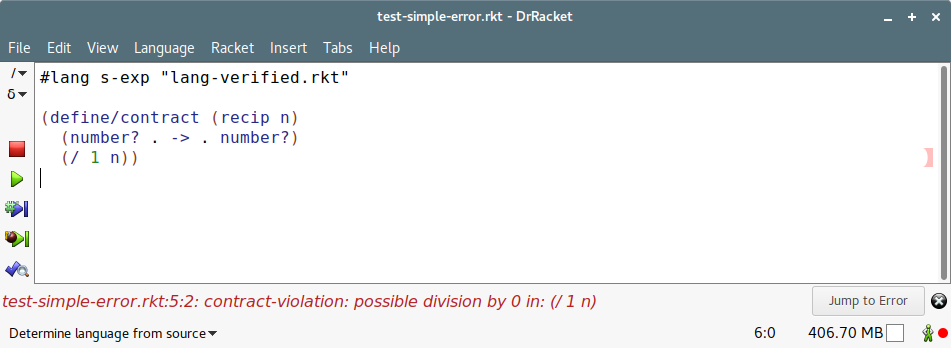 test-simple-error.rkt - DrRacket
File Edit View Language Racket Insert Tabs Help
/
δ
#lang s-exp "lang-verified.rkt"
(define/contract (recip n)
(number? . -> . number?)
(/ 1 n))
test-simple-error.rkt:5:2: contract-violation: possible division by 0 in: (/ 1 n)
Jump to Error
Determine language from source
6:0
406.70 MB